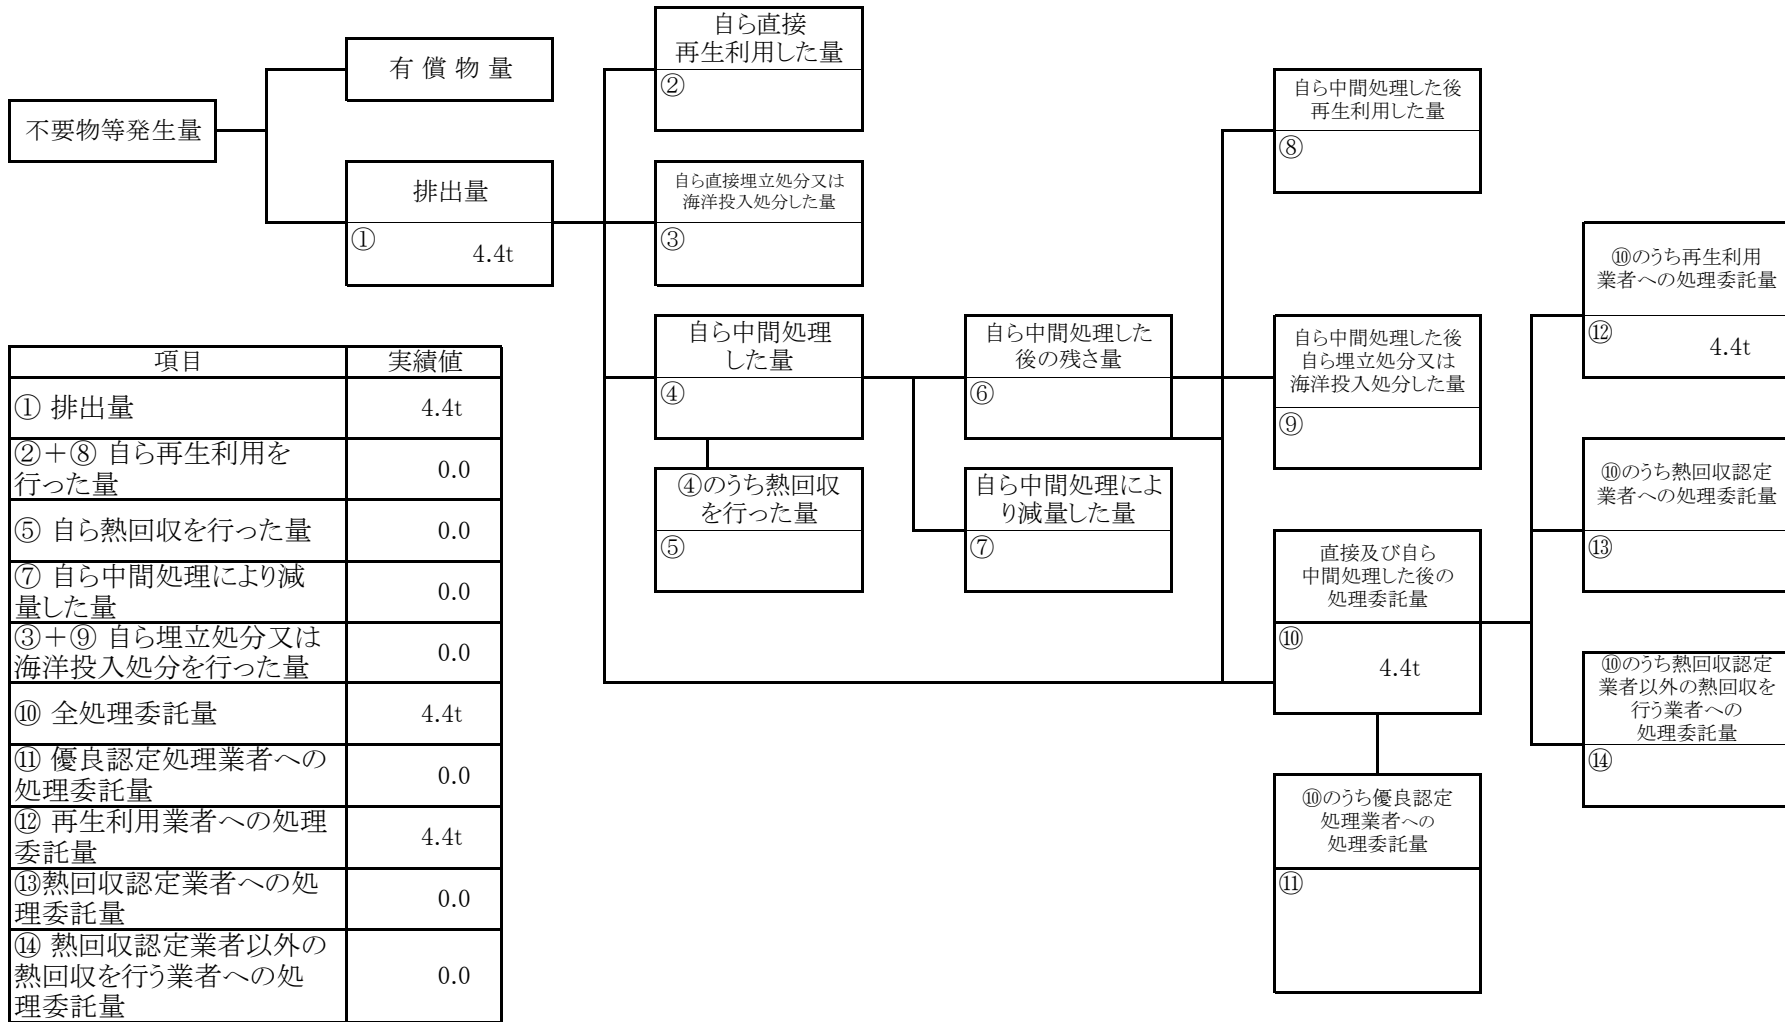 不要物等発生量
有 償 物 量
排出量
①
4.4t
自ら直接
再生利用した量
②
自ら直接埋立処分又は
海洋投入処分した量
③
自ら中間処理
した量
④
④のうち熱回収
を行った量
⑤
自ら中間処理した
後の残さ量
⑥
自ら中間処理によ
り減量した量
⑦
自ら中間処理した後
再生利用した量
⑧
自ら中間処理した後
自ら埋立処分又は
海洋投入処分した量
⑨
直接及び自ら
中間処理した後の
処理委託量
⑩
4.4t
⑩のうち優良認定
処理業者への
処理委託量
⑪
⑩のうち再生利用
業者への処理委託量
⑫
4.4t
⑩のうち熱回収認定
業者への処理委託量
⑬
⑩のうち熱回収認定
業者以外の熱回収を
行う業者への
処理委託量
⑭
項目 実績値
① 排出量 4.4t
②＋⑧ 自ら再生利用を
行った量 0.0
⑤ 自ら熱回収を行った量 0.0
⑦ 自ら中間処理により減
量した量 0.0
③＋⑨ 自ら埋立処分又は
海洋投入処分を行った量 0.0
⑩ 全処理委託量 4.4t
⑪ 優良認定処理業者への
処理委託量 0.0
⑫ 再生利用業者への処理
委託量 4.4t
⑬熱回収認定業者への処
理委託量 0.0
⑭ 熱回収認定業者以外の
熱回収を行う業者への処
理委託量 0.0